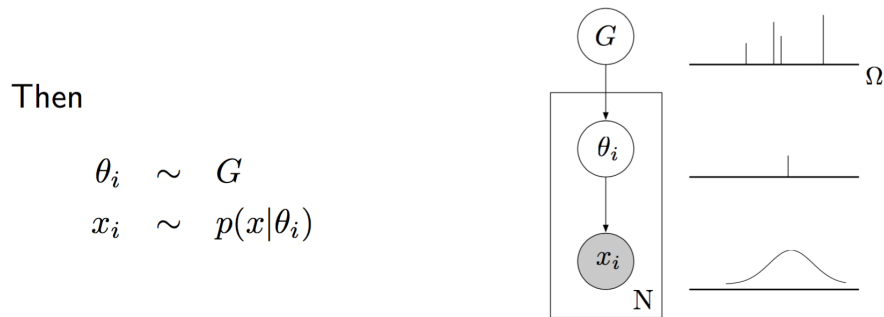 G
Ω
Then
θ_i ∼ G
θ_i
x_i ∼ p(x|θ_i)
x_i
N